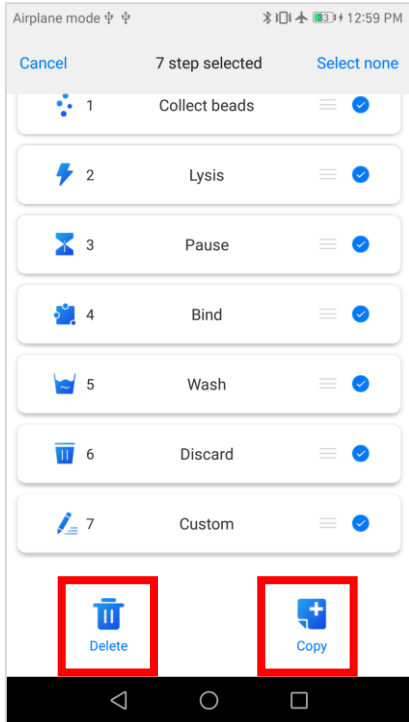 Airplane mode 33 12:59 PM
Cancel 7 step selected Select none
1 Collect beads
2 Lysis
3 Pause
4 Bind
5 Wash
6 Discard
7 Custom
Delete Copy